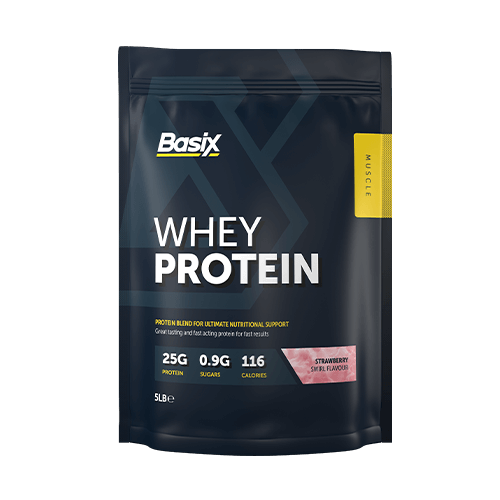 Basix
MUSCLE
WHEY
PROTEIN
PROTEIN BLEND FOR ULTIMATE NUTRITIONAL SUPPORT
Great tasting and fast acting protein for fast results
25G 0.9G 116
PROTEIN SUGARS CALORIES
STRAWBERRY
SWIRL FLAVOUR
5LB℮